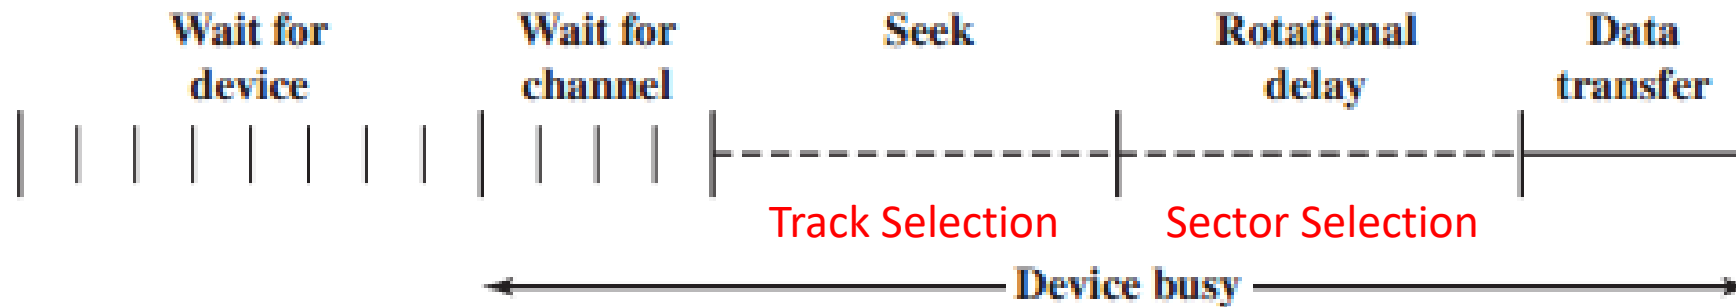 Wait for
device
Wait for
channel
Seek
Rotational
delay
Data
transfer
Track Selection
Sector Selection
Device busy